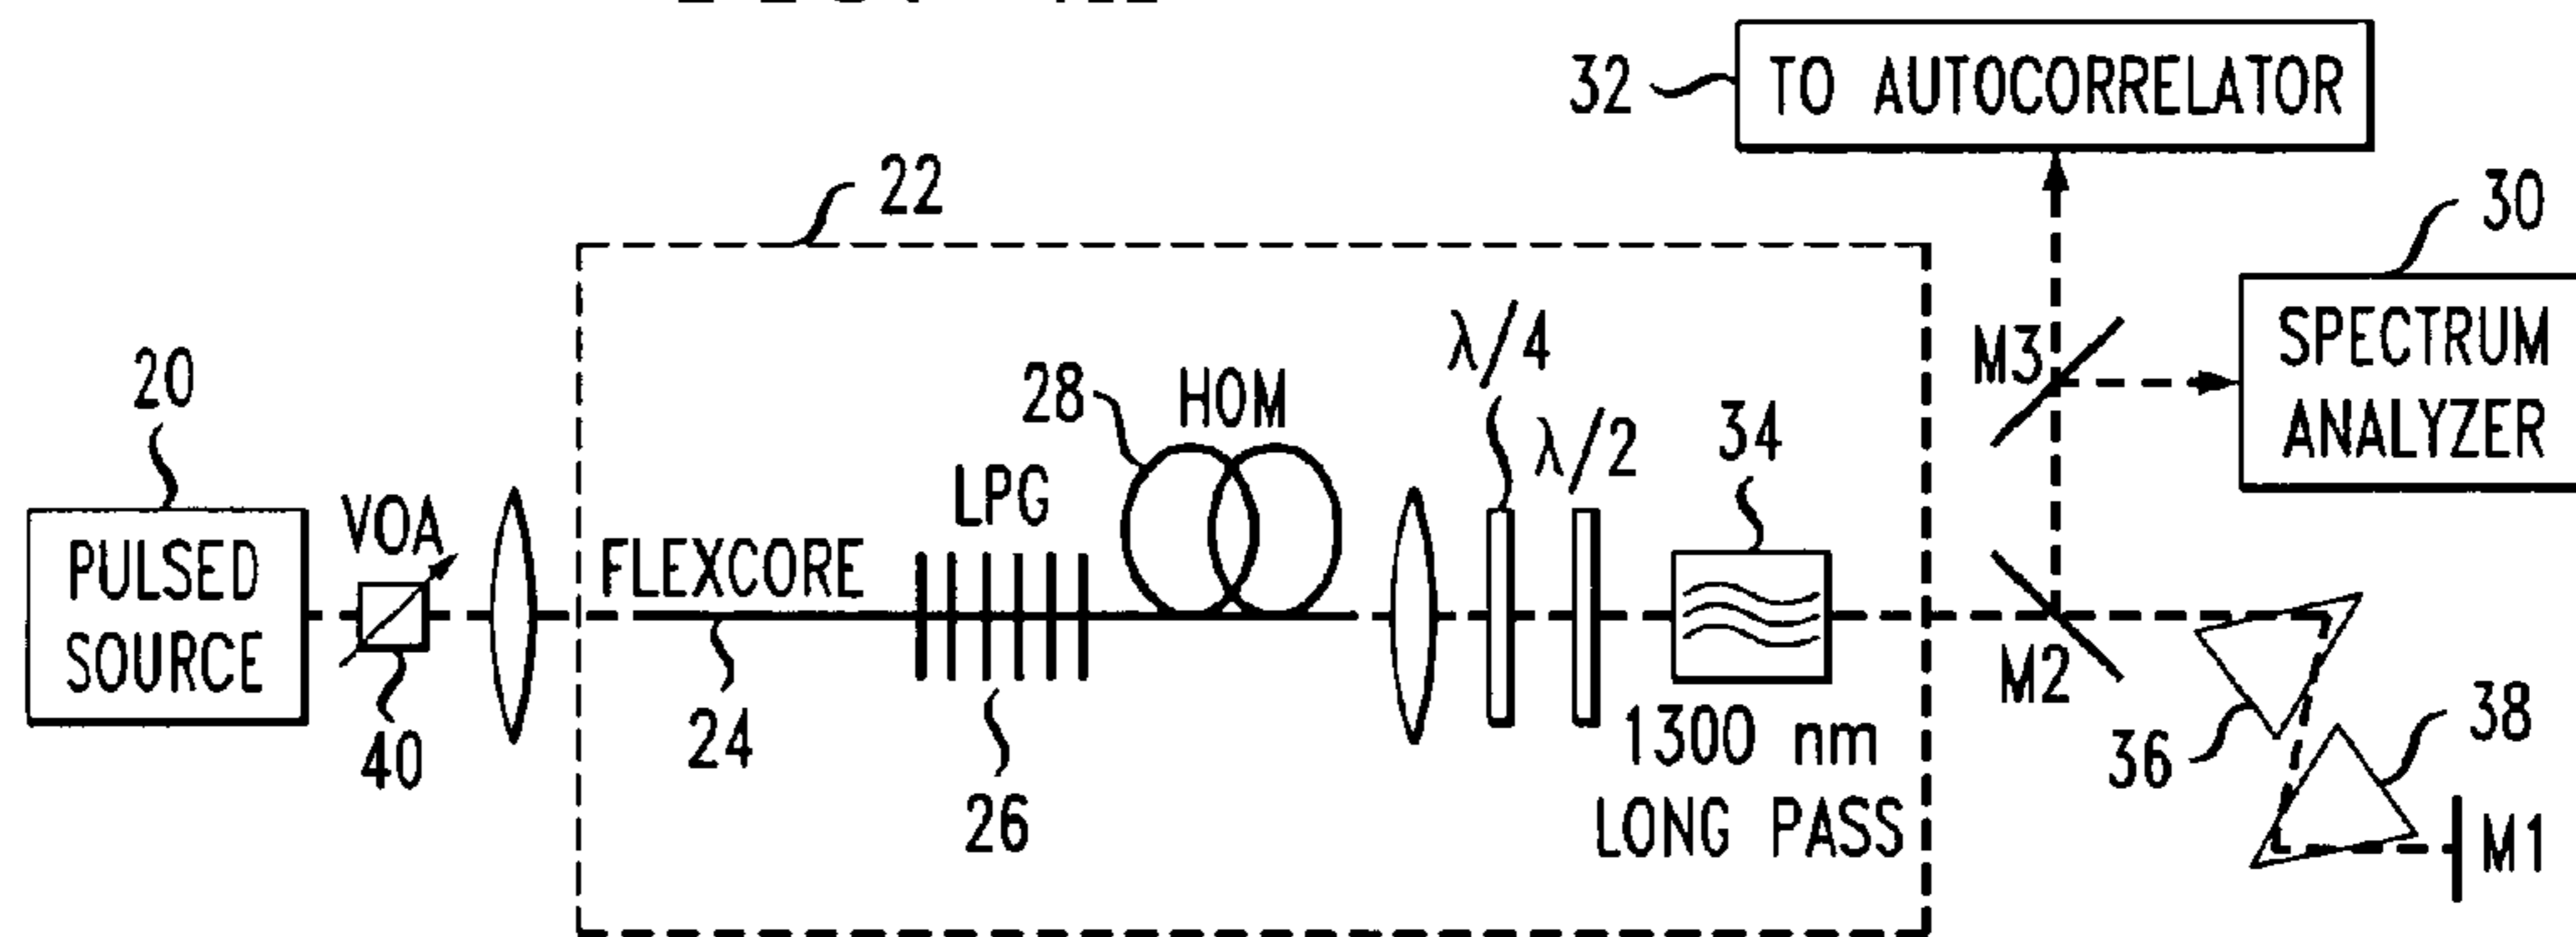 32
TO AUTOCORRELATOR
22
30
SPECTRUM
ANALYZER
M3
λ/4
λ/2
20
PULSED
SOURCE
VOA
40
FLEXCORE
24
LPG
26
28
HOM
34
1300 nm
LONG PASS
M2
36
38
M1